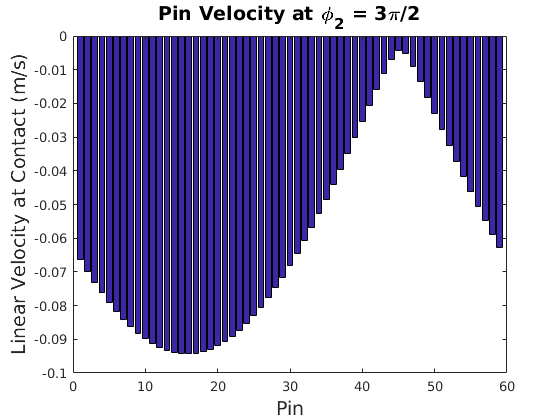 Pin Velocity at ϕ₂ = 3π/2
Linear Velocity at Contact (m/s)
0
-0.01
-0.02
-0.03
-0.04
-0.05
-0.06
-0.07
-0.08
-0.09
-0.1
0 10 20 30 40 50 60
Pin